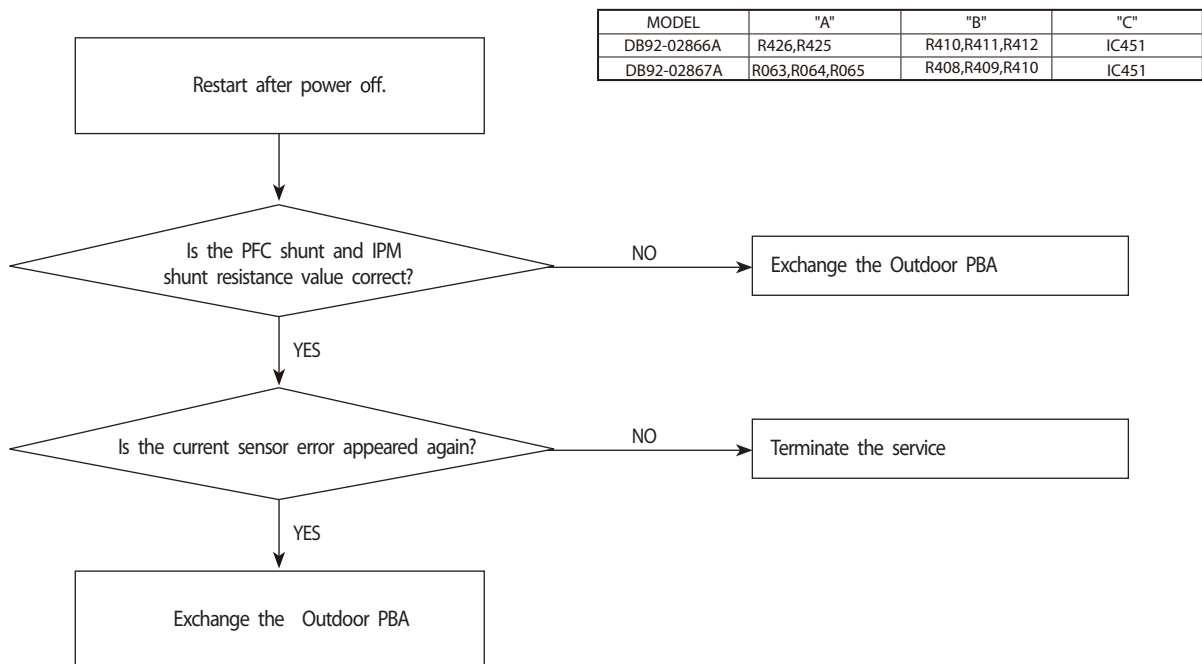 MODEL "A" "B" "C"
DB92-02866A R426,R425 R410,R411,R412 IC451
DB92-02867A R063,R064,R065 R408,R409,R410 IC451
Restart after power off.
Is the PFC shunt and IPM
shunt resistance value correct?
NO
Exchange the Outdoor PBA
YES
Is the current sensor error appeared again?
NO
Terminate the service
YES
Exchange the Outdoor PBA